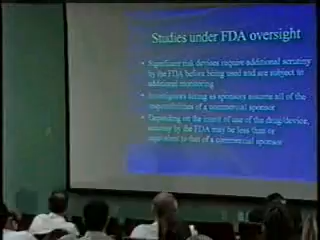 Studies under FDA oversight
• Significant risk devices require additional scrutiny
by the FDA before being used and are subject to
additional monitoring
• Investigators acting as sponsors assume all of the
responsibilities of a commercial sponsor
• Depending on the intent of use of the drug/device,
scrutiny by the FDA may be less than or
equivalent to that of a commercial sponsor